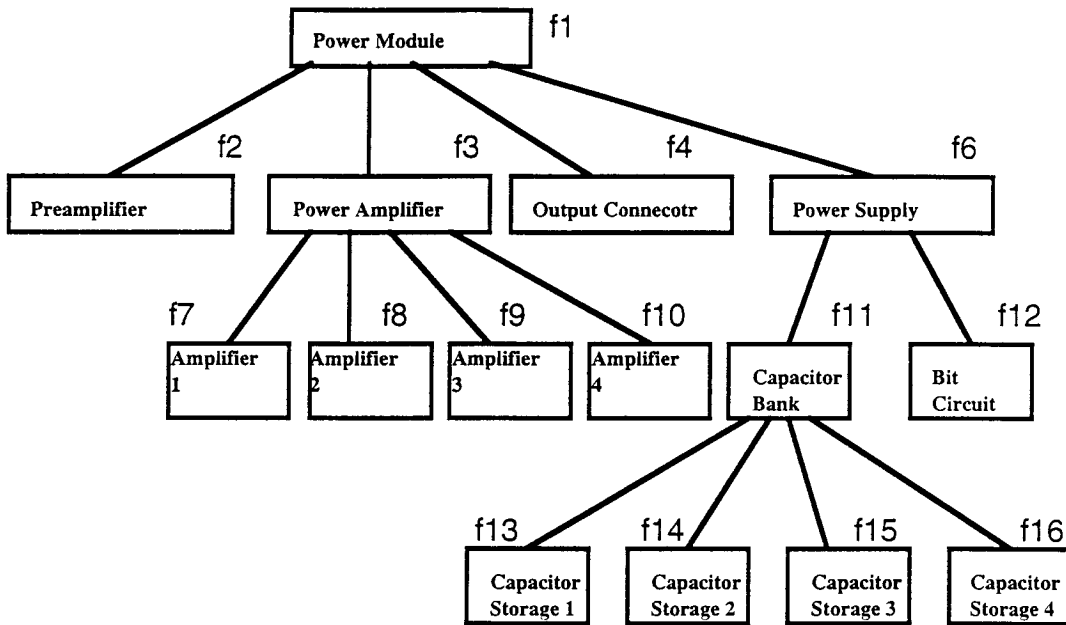 Power Module
f1
f2
f3
f4
f6
Preamplifier
Power Amplifier
Output Connecotr
Power Supply
f7
f8
f9
f10
f11
f12
Amplifier
1
Amplifier
2
Amplifier
3
Amplifier
4
Capacitor
Bank
Bit
Circuit
f13
f14
f15
f16
Capacitor
Storage 1
Capacitor
Storage 2
Capacitor
Storage 3
Capacitor
Storage 4